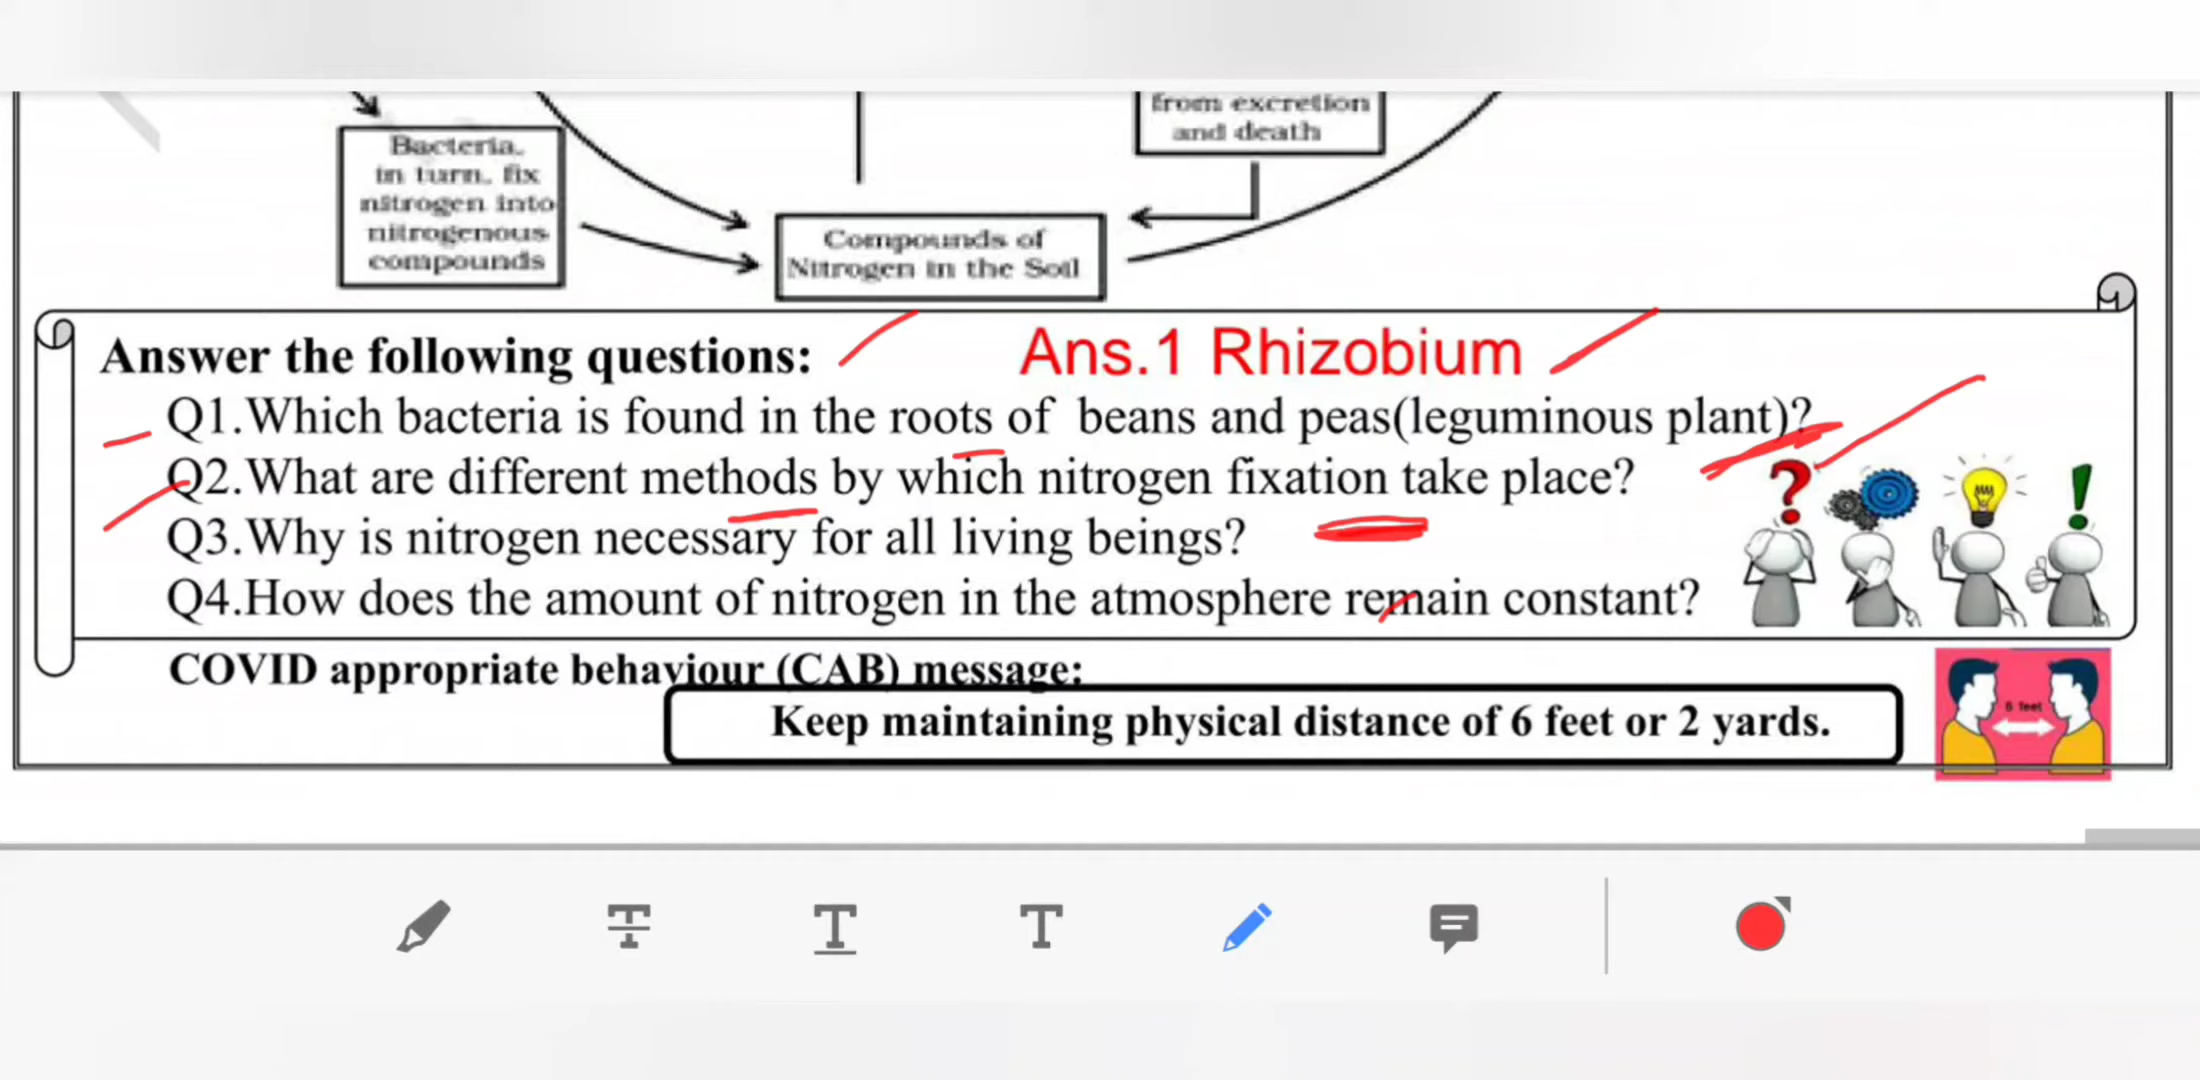 from excretion
and death
Bacteria,
in turn, fix
nitrogen into
nitrogenous
compounds
Compounds of
Nitrogen in the Soil
Answer the following questions:
Ans.1 Rhizobium
Q1.Which bacteria is found in the roots of beans and peas(leguminous plant)?
Q2.What are different methods by which nitrogen fixation take place?
Q3.Why is nitrogen necessary for all living beings?
Q4.How does the amount of nitrogen in the atmosphere remain constant?
COVID appropriate behaviour (CAB) message:
Keep maintaining physical distance of 6 feet or 2 yards.
6 feet